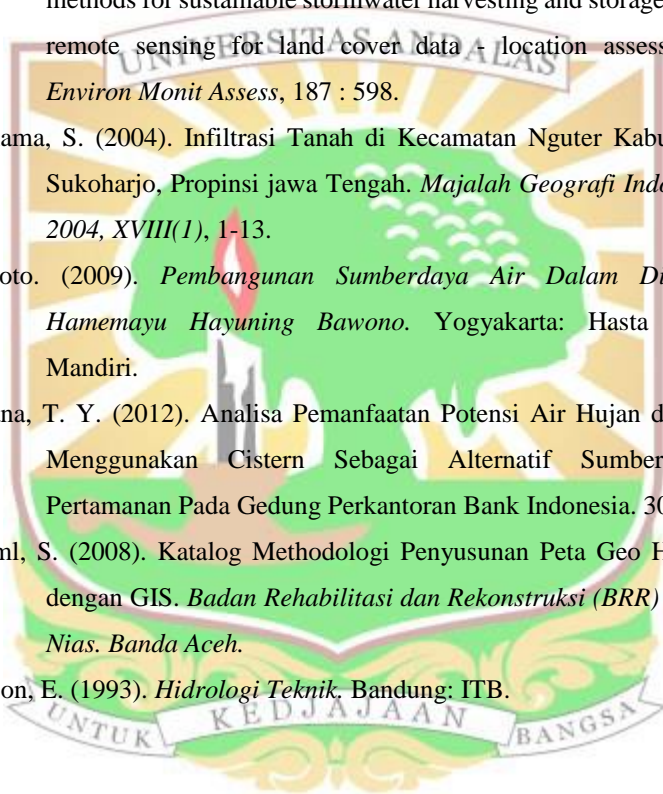 methods for sustainable stormwater harvesting and storage
remote sensing for land cover data - location assess
UNIVERSITAS ANDALAS
Environ Monit Assess, 187 : 598.
ama, S. (2004). Infiltrasi Tanah di Kecamatan Nguter Kabu
Sukoharjo, Propinsi jawa Tengah. Majalah Geografi Indo
2004, XVIII(1), 1-13.
oto. (2009). Pembangunan Sumberdaya Air Dalam Di
Hamemayu Hayuning Bawono. Yogyakarta: Hasta
Mandiri.
na, T. Y. (2012). Analisa Pemanfaatan Potensi Air Hujan d
Menggunakan Cistern Sebagai Alternatif Sumber
Pertamanan Pada Gedung Perkantoran Bank Indonesia. 30
ml, S. (2008). Katalog Methodologi Penyusunan Peta Geo H
dengan GIS. Badan Rehabilitasi dan Rekonstruksi (BRR)
Nias. Banda Aceh.
on, E. (1993). Hidrologi Teknik. Bandung: ITB.
UNTUK KEDJAJAAN BANGSA